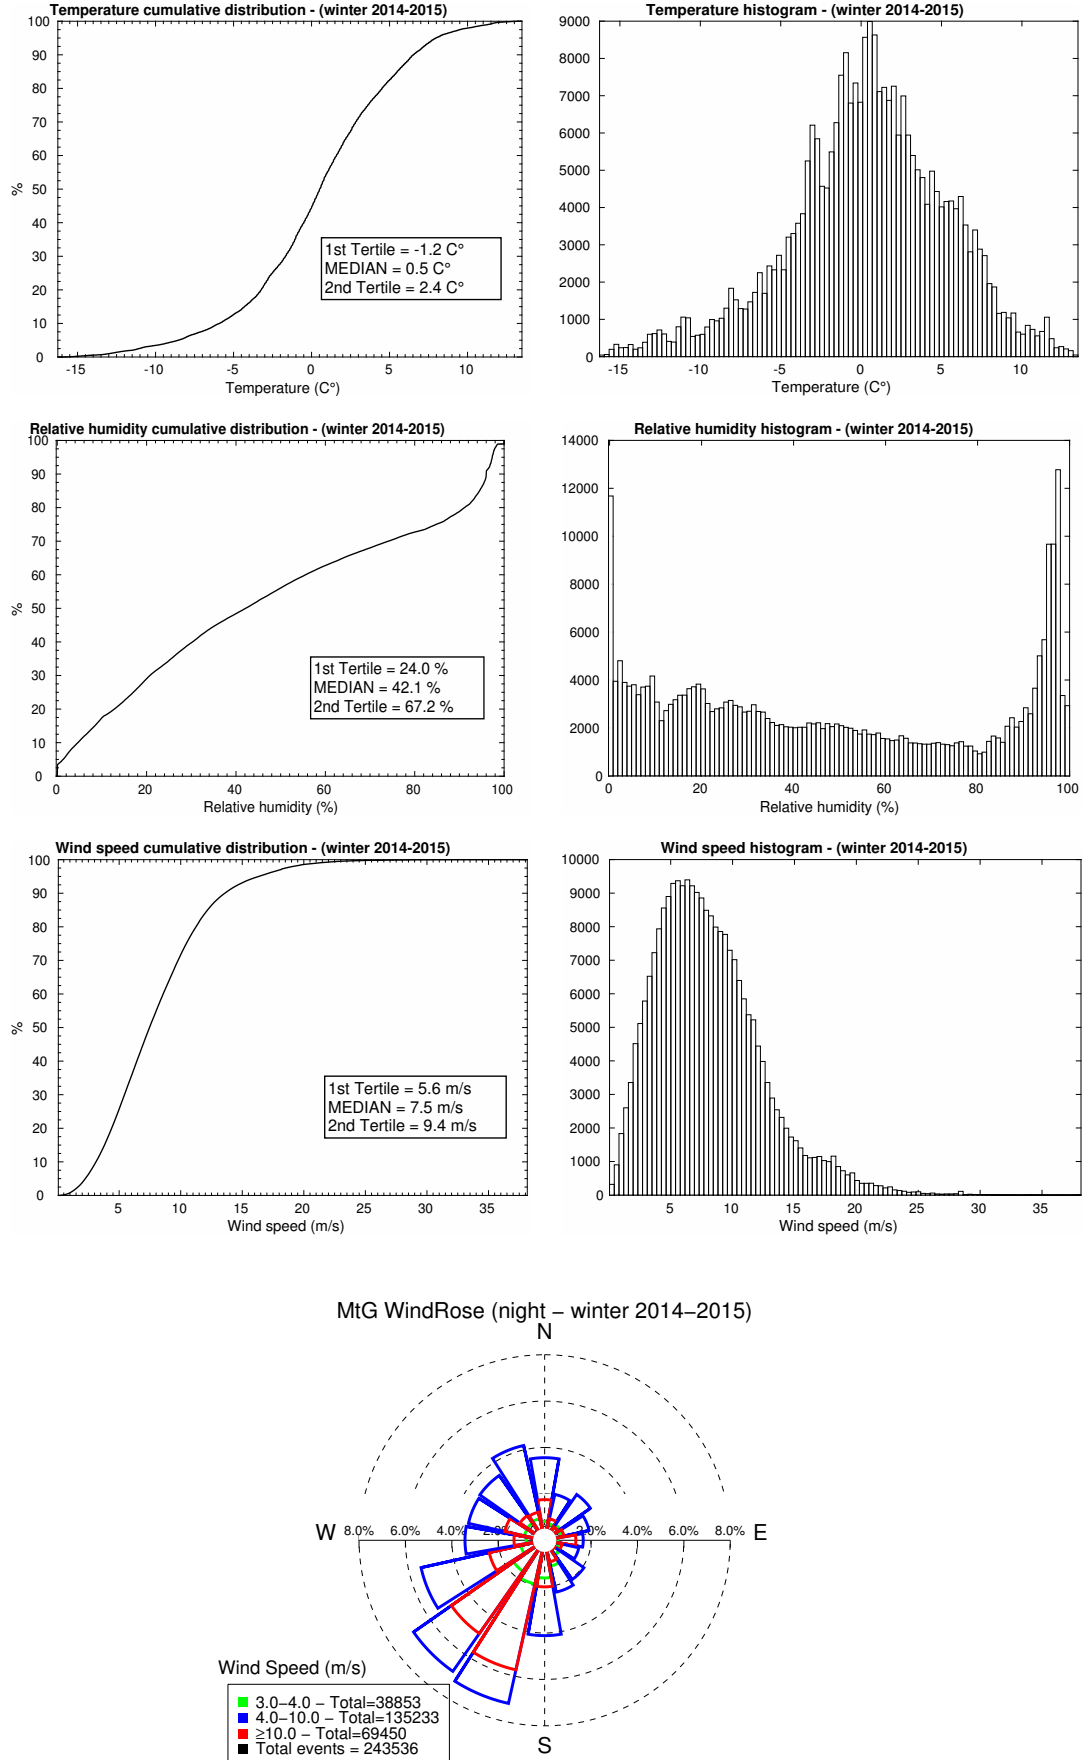 Temperature cumulative distribution - (winter 2014-2015)
100
90
80
70
60
50
40
30
20
10
0
%
1st Tertile = -1.2 C°
MEDIAN = 0.5 C°
2nd Tertile = 2.4 C°
-15 -10 -5 0 5 10
Temperature (C°)
Temperature histogram - (winter 2014-2015)
9000
8000
7000
6000
5000
4000
3000
2000
1000
0
-15 -10 -5 0 5 10
Temperature (C°)
Relative humidity cumulative distribution - (winter 2014-2015)
100
90
80
70
60
50
40
30
20
10
0
%
1st Tertile = 24.0 %
MEDIAN = 42.1 %
2nd Tertile = 67.2 %
0 20 40 60 80 100
Relative humidity (%)
Relative humidity histogram - (winter 2014-2015)
14000
12000
10000
8000
6000
4000
2000
0
0 20 40 60 80 100
Relative humidity (%)
Wind speed cumulative distribution - (winter 2014-2015)
100
90
80
70
60
50
40
30
20
10
0
%
1st Tertile = 5.6 m/s
MEDIAN = 7.5 m/s
2nd Tertile = 9.4 m/s
5 10 15 20 25 30 35
Wind speed (m/s)
Wind speed histogram - (winter 2014-2015)
10000
9000
8000
7000
6000
5000
4000
3000
2000
1000
0
5 10 15 20 25 30 35
Wind speed (m/s)
MtG WindRose (night – winter 2014–2015)
N
W 8.0% 6.0% 4.0% 2.0% 2.0% 4.0% 6.0% 8.0% E
S
Wind Speed (m/s)
3.0–4.0 – Total=38853
4.0–10.0 – Total=135233
≥10.0 – Total=69450
Total events = 243536